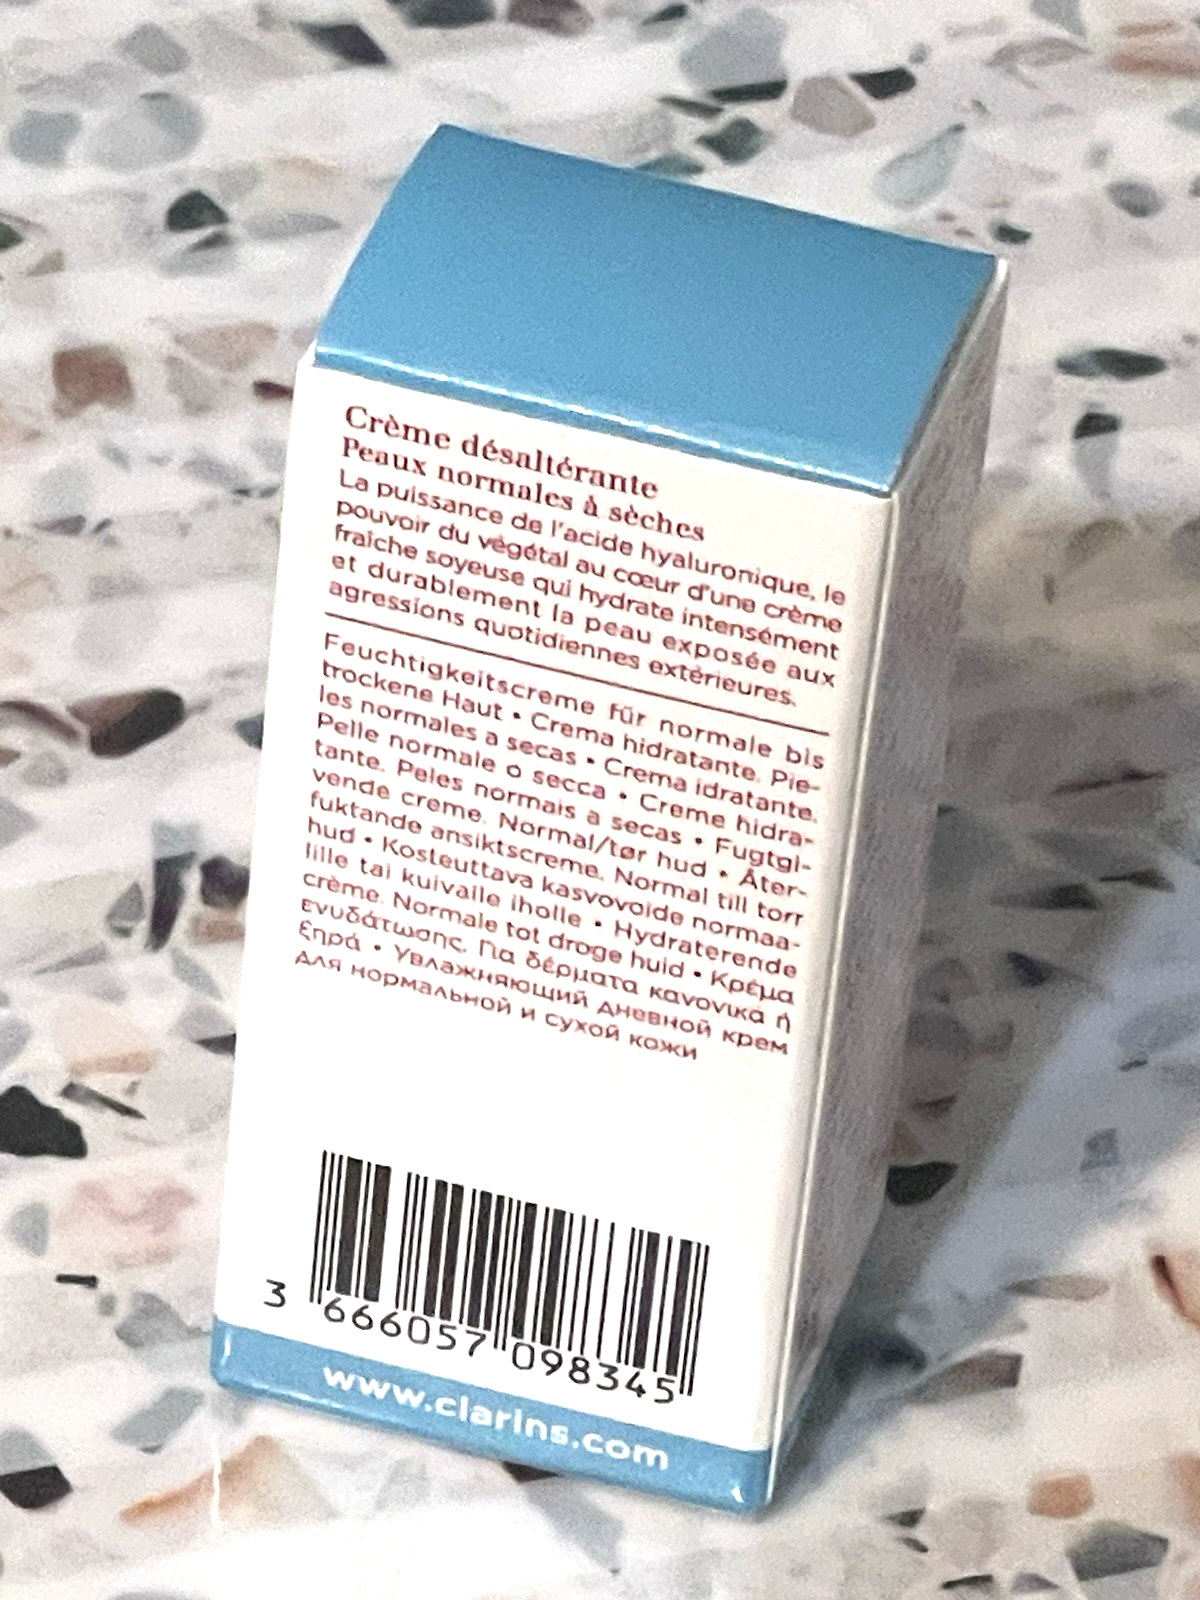 Crème désaltérante
Peaux normales à sèches
La puissance de l'acide hyaluronique, le
pouvoir du végétal au cœur d'une crème
fraîche soyeuse qui hydrate intensément
et durablement la peau exposée aux
agressions quotidiennes extérieures.
Feuchtigkeitscreme für normale bis
trockene Haut • Crema hidratante. Pie-
les normales a secas • Crema idratante.
Pelle normale o secca • Creme hidra-
tante. Peles normais a secas • Fugtgi-
vende creme. Normal/tør hud • Åter-
fuktande ansiktscreme. Normal till torr
hud • Kosteuttava kasvovoide normaa-
lille tai kuivalle iholle • Hydraterende
crème. Normale tot droge huid • Κρέμα
ενυδάτωσης. Για δέρματα κανονικά ή
ξηρά • Увлажняющий дневной крем
для нормальной и сухой кожи
3 666057 098345
www.clarins.com